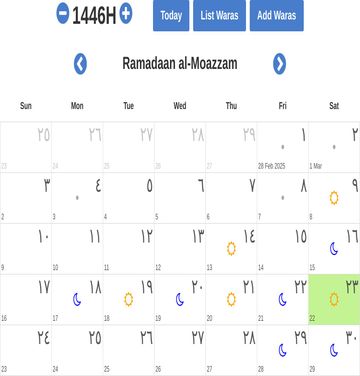 1446H
Today List Waras Add Waras
Ramadaan al-Moazzam
Sun Mon Tue Wed Thu Fri Sat
٢٥ ٢٦ ٢٧ ٢٨ ٢٩ ١ ٢
23 24 25 26 27 28 Feb 2025 1 Mar
٣ ٤ ٥ ٦ ٧ ٨ ٩
2 3 4 5 6 7 8
١٠ ١١ ١٢ ١٣ ١٤ ١٥ ١٦
9 10 11 12 13 14 15
١٧ ١٨ ١٩ ٢٠ ٢١ ٢٢ ٢٣
16 17 18 19 20 21 22
٢٤ ٢٥ ٢٦ ٢٧ ٢٨ ٢٩ ٣٠
23 24 25 26 27 28 29